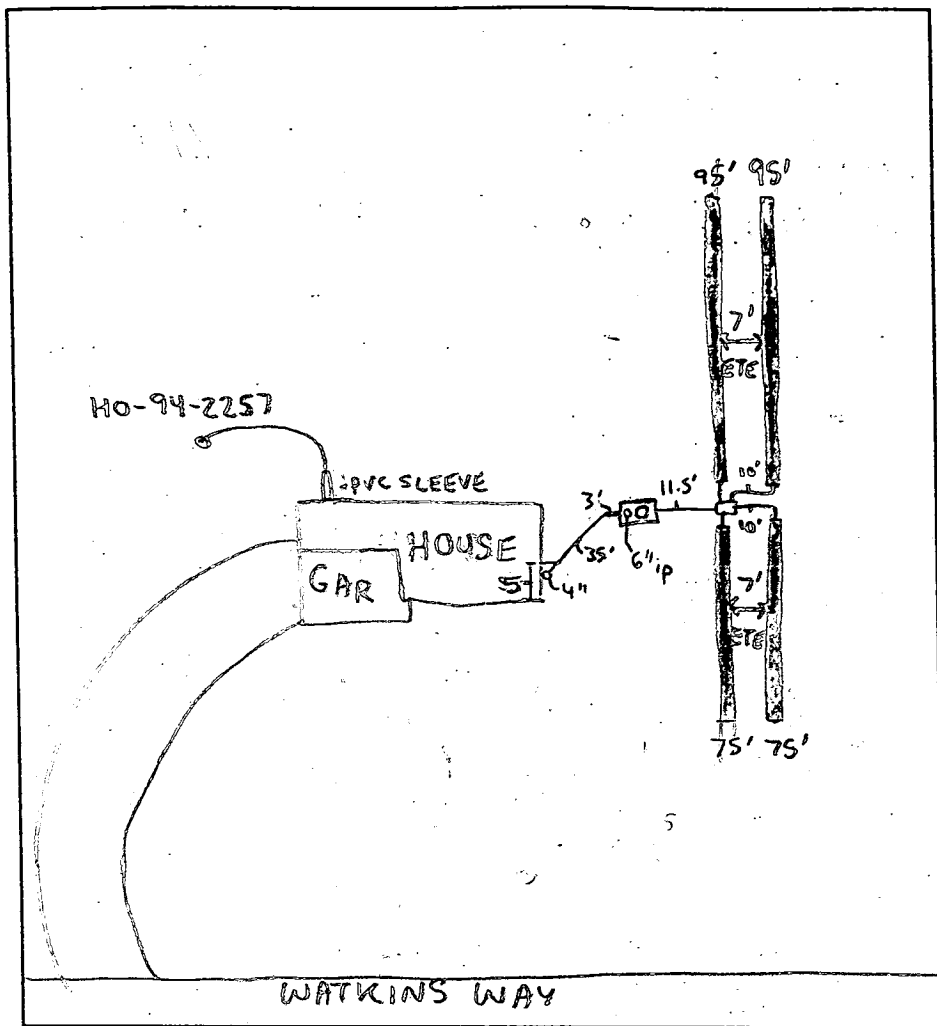 95' 95'
7'
ETE
HO-94-2257
PVC SLEEVE
10'
11.5'
3'
HOUSE
10'
35'
6" ip
GAR
5
4"
7'
ETE
75' 75'
WATKINS WAY